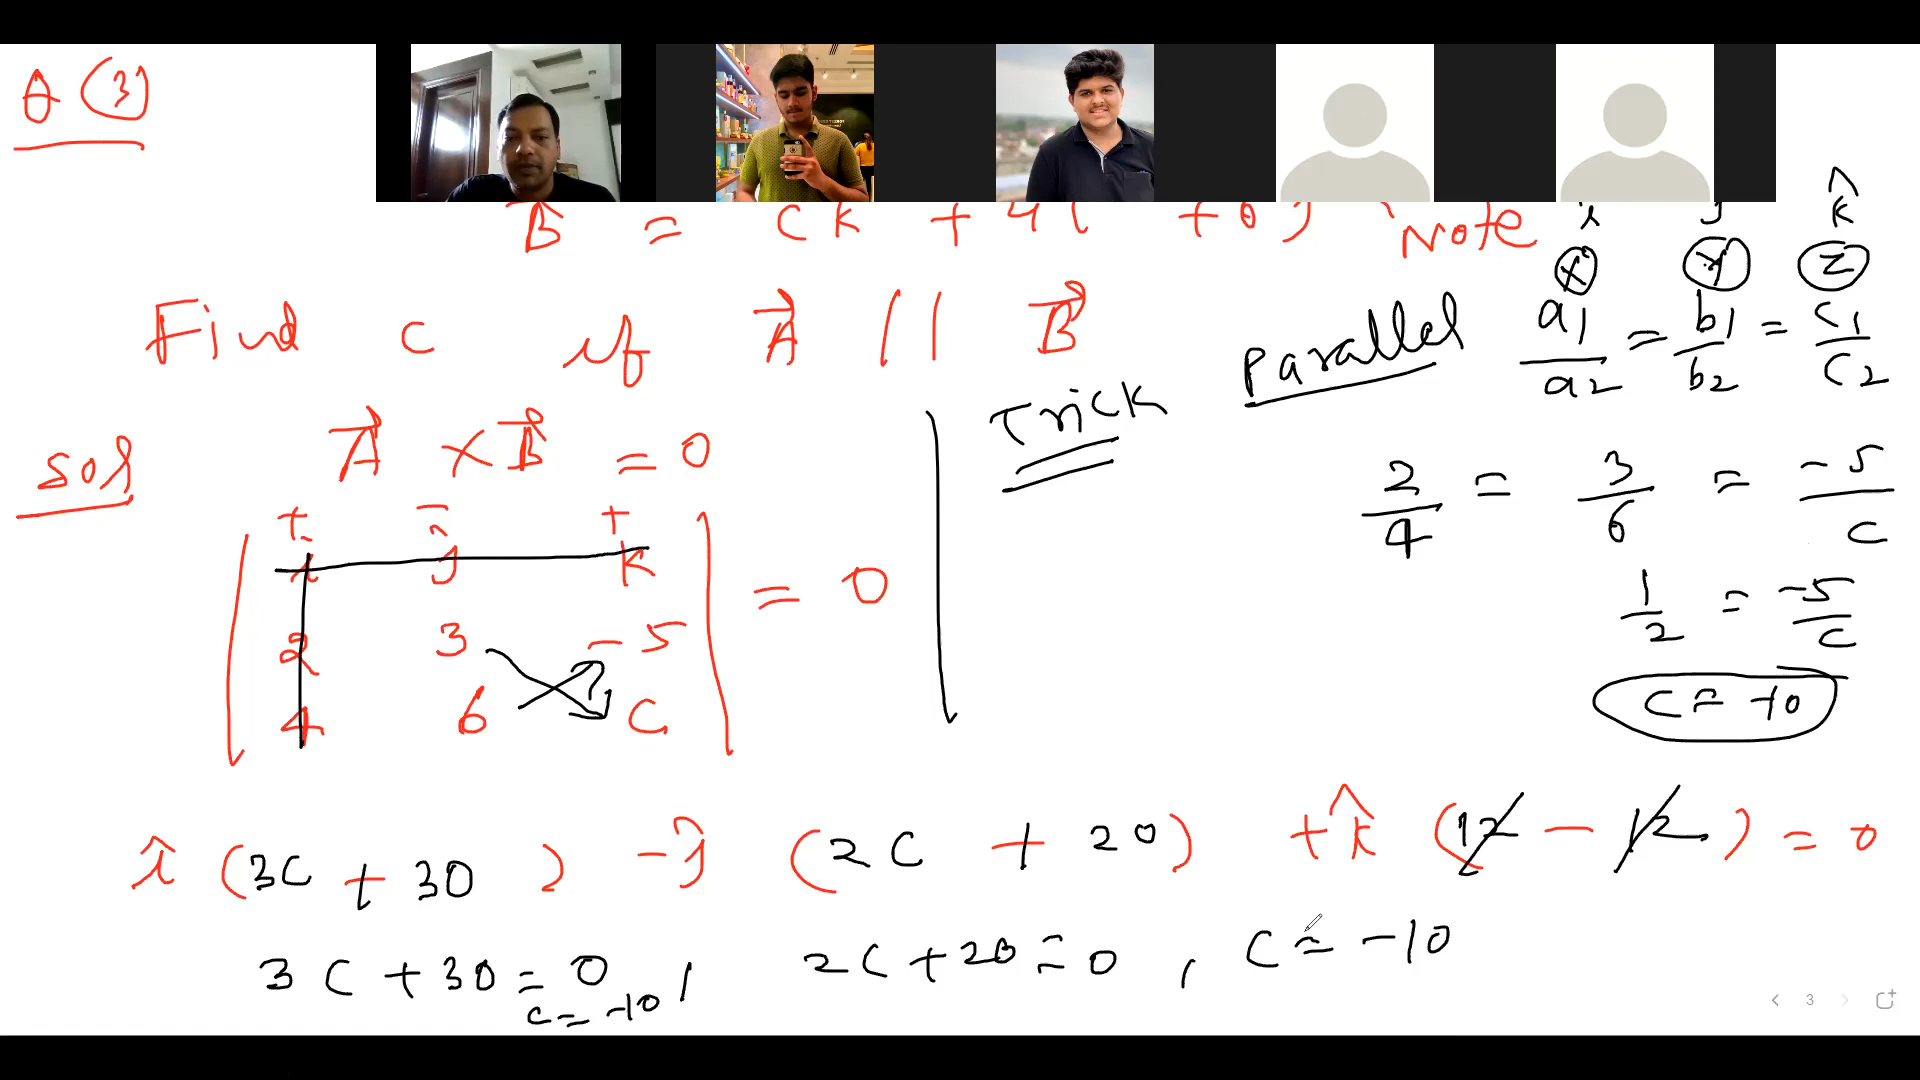 Q (3)
B⃗ = ck̂ + 4î + 6ĵ
Note î ĵ k̂
x y z
Find c if A⃗ || B⃗
Parallel a1/a2 = b1/b2 = c1/c2
Trick
sol A⃗ × B⃗ = 0
2/4 = 3/6 = -5/c
+ - +
î ĵ k
2 3 -5 = 0
4 6 c
1/2 = -5/c
c = -10
î (3c + 30) - ĵ (2c + 20) + k̂ (12 - 12) = 0
3c + 30 = 0, 2c + 20 = 0, c = -10
c = -10
3